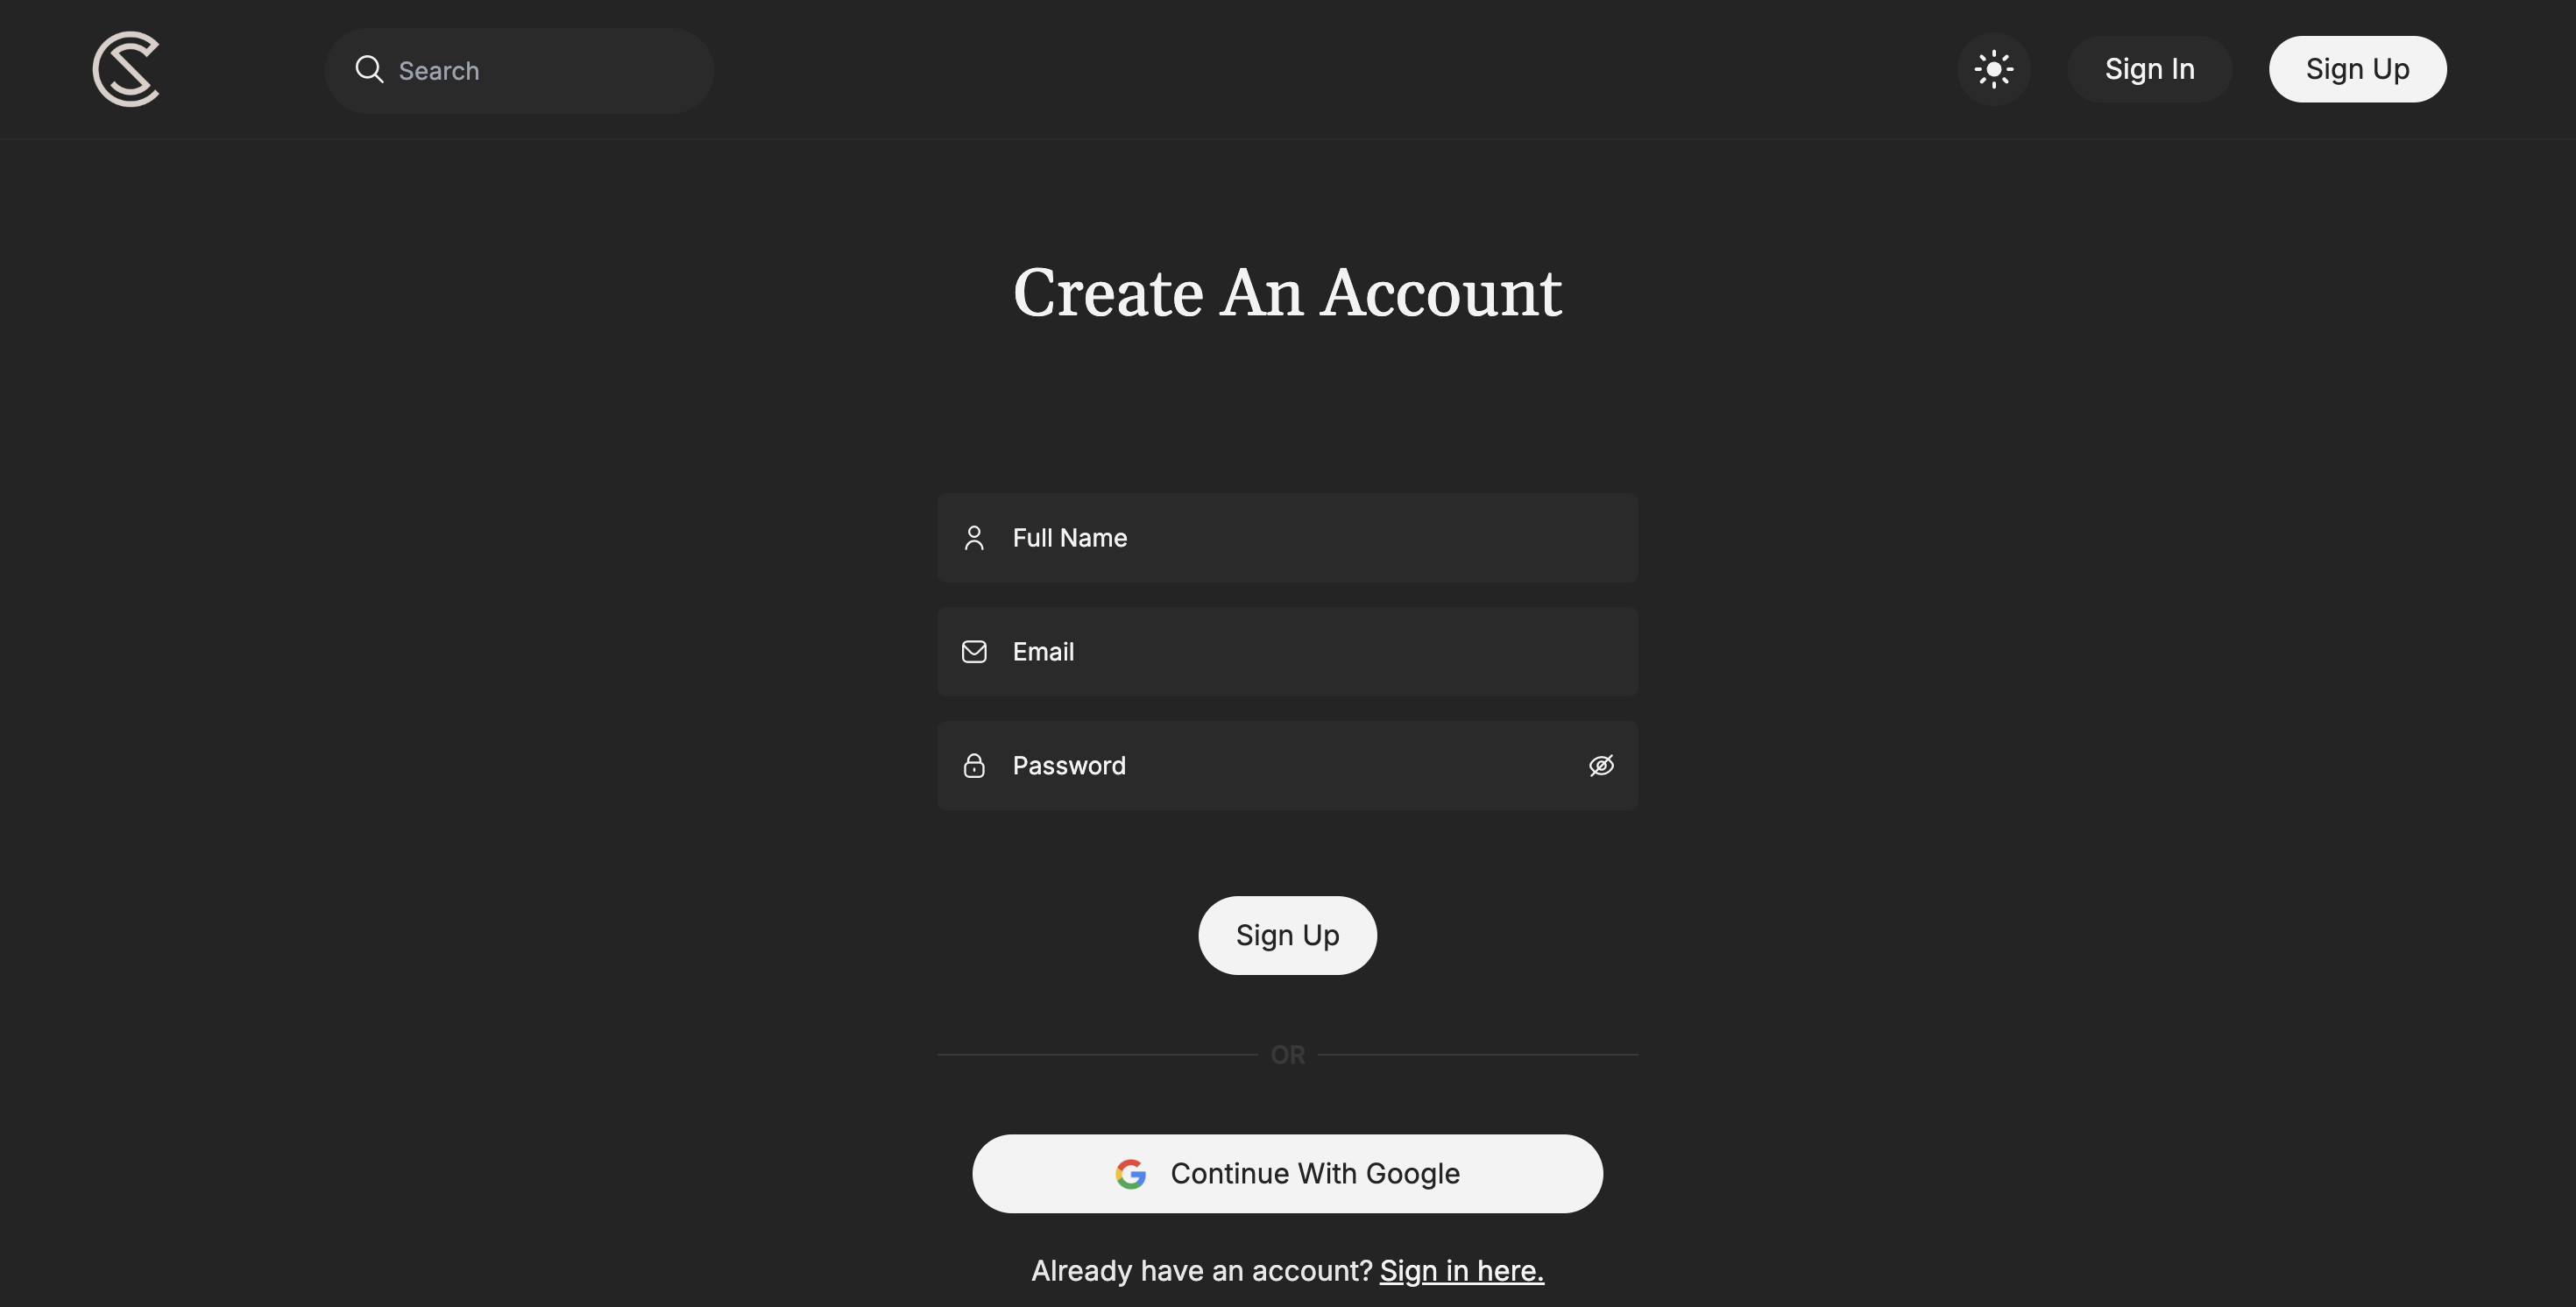 Search
Sign In
Sign Up
Create An Account
Full Name
Email
Password
Sign Up
OR
Continue With Google
Already have an account? Sign in here.